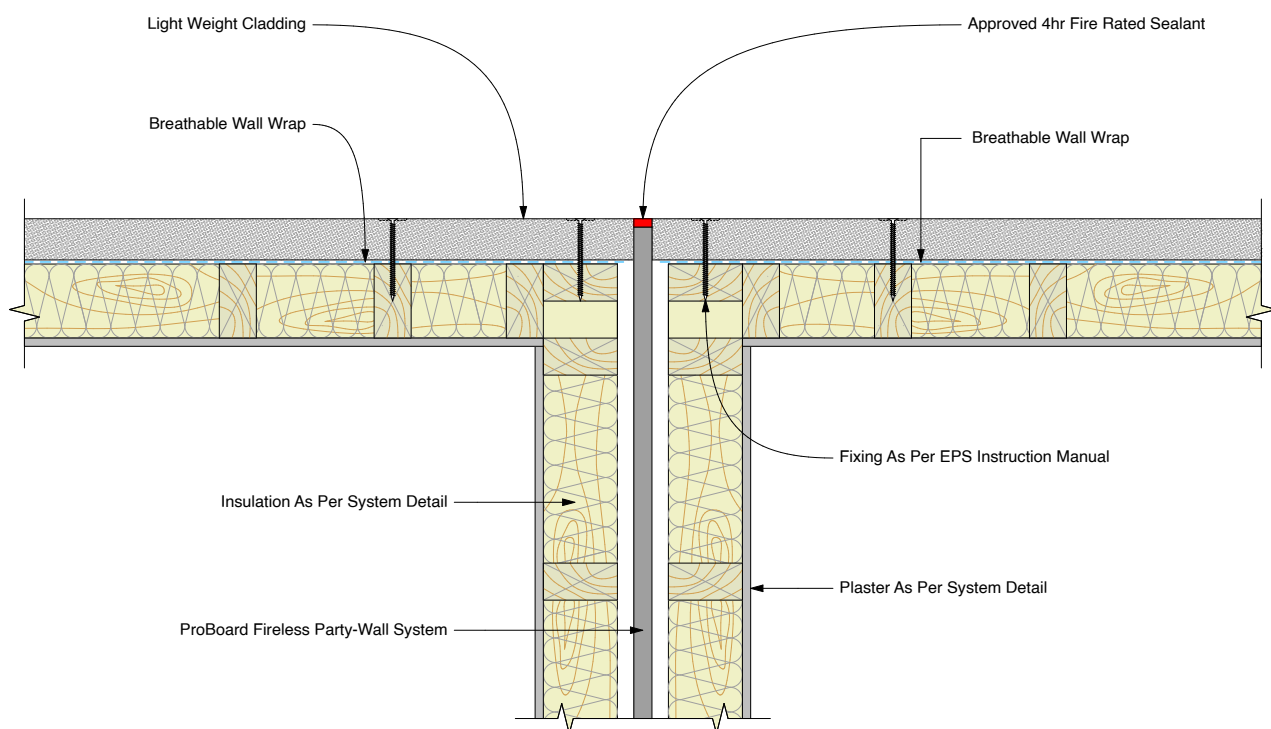 Light Weight Cladding
Approved 4hr Fire Rated Sealant
Breathable Wall Wrap
Breathable Wall Wrap
Fixing As Per EPS Instruction Manual
Insulation As Per System Detail
Plaster As Per System Detail
ProBoard Fireless Party-Wall System